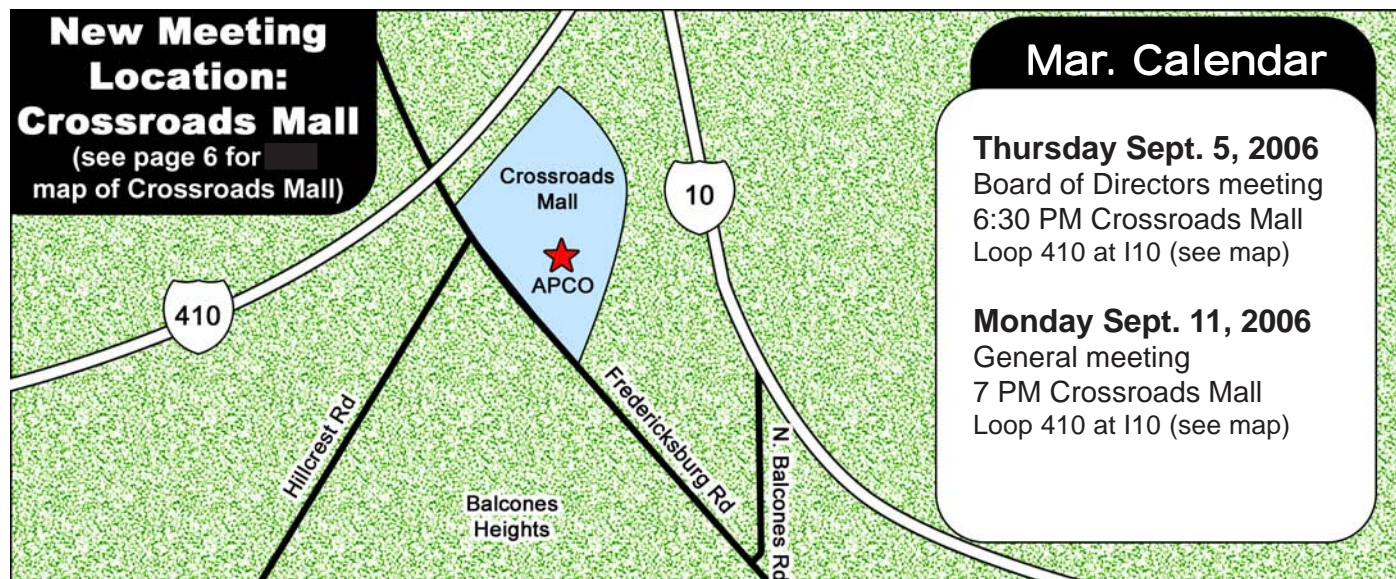 New Meeting
Location:
Crossroads Mall
(see page 6 for
map of Crossroads Mall)
Crossroads
Mall
APCO
10
410
Hillcrest Rd
Fredericksburg Rd
N. Balcones Rd
Balcones
Heights
Mar. Calendar
Thursday Sept. 5, 2006
Board of Directors meeting
6:30 PM Crossroads Mall
Loop 410 at I10 (see map)
Monday Sept. 11, 2006
General meeting
7 PM Crossroads Mall
Loop 410 at I10 (see map)